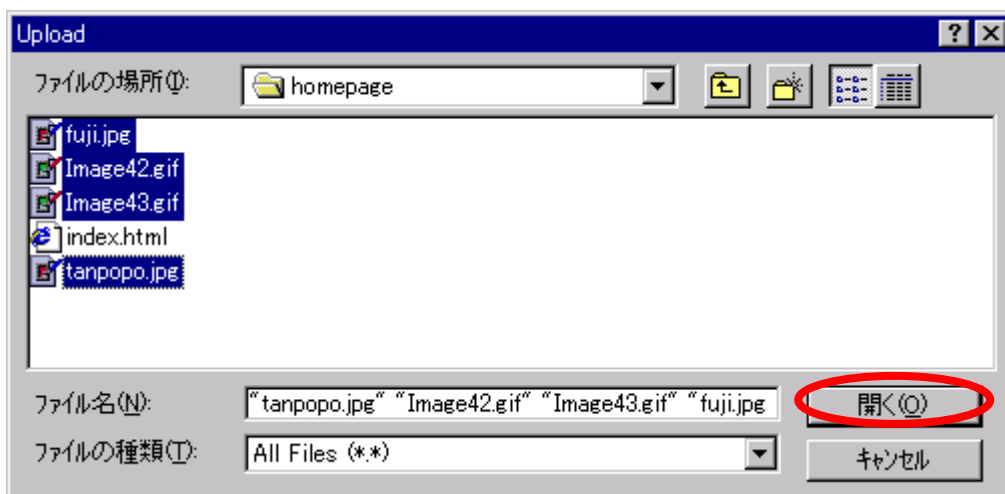 Upload
ファイルの場所(I):
homepage
fuji.jpg
Image42.gif
Image43.gif
index.html
tanpopo.jpg
ファイル名(N):
"tanpopo.jpg" "Image42.gif" "Image43.gif" "fuji.jpg
開く(O)
ファイルの種類(T):
All Files (*.*)
キャンセル